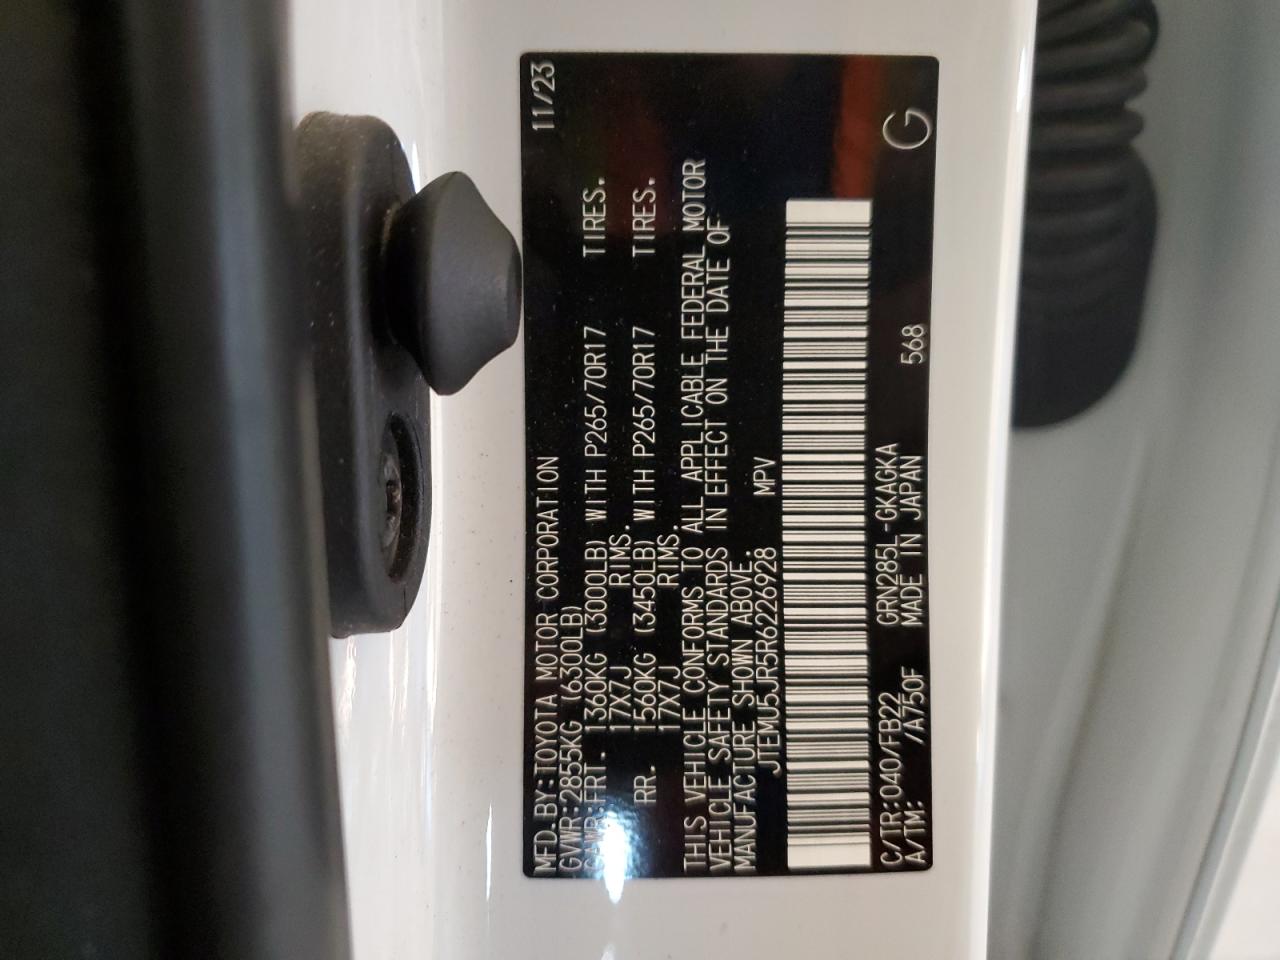 MFD.BY:TOYOTA MOTOR CORPORATION 11/23
GVWR:2855KG (6300LB)
GAWR:FRT. 1360KG (3000LB) WITH P265/70R17 TIRES.
17X7J RIMS.
RR. 1560KG (3450LB) WITH P265/70R17 TIRES.
17X7J RIMS.
THIS VEHICLE CONFORMS TO ALL APPLICABLE FEDERAL MOTOR
VEHICLE SAFETY STANDARDS IN EFFECT ON THE DATE OF
MANUFACTURE SHOWN ABOVE.
JTEMU5JR5R6226928 MPV
C/TR:040/FB22 GRN285L-GKAGKA 568 G
A/TM: /A750F MADE IN JAPAN